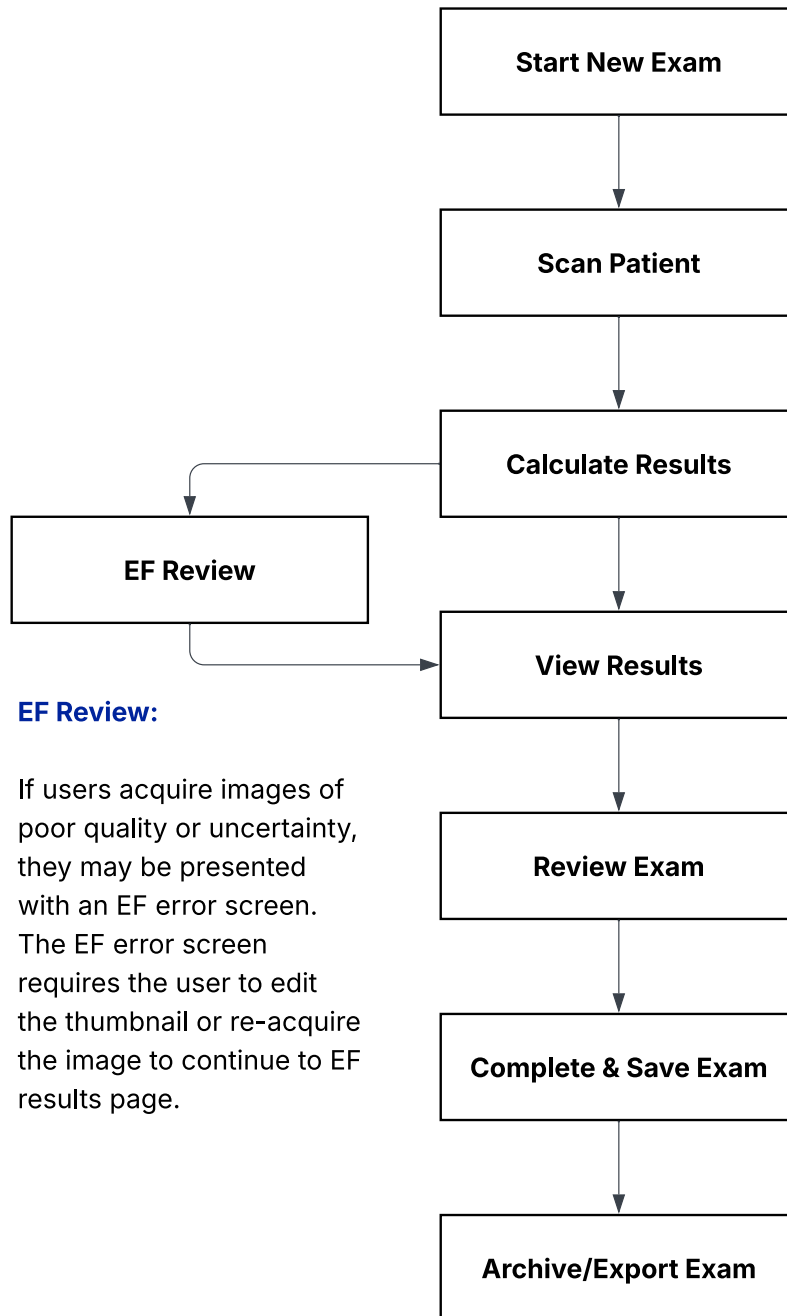 Start New Exam
Scan Patient
Calculate Results
EF Review
View Results
EF Review:
If users acquire images of
poor quality or uncertainty,
they may be presented
with an EF error screen.
The EF error screen
requires the user to edit
the thumbnail or re-acquire
the image to continue to EF
results page.
Review Exam
Complete & Save Exam
Archive/Export Exam